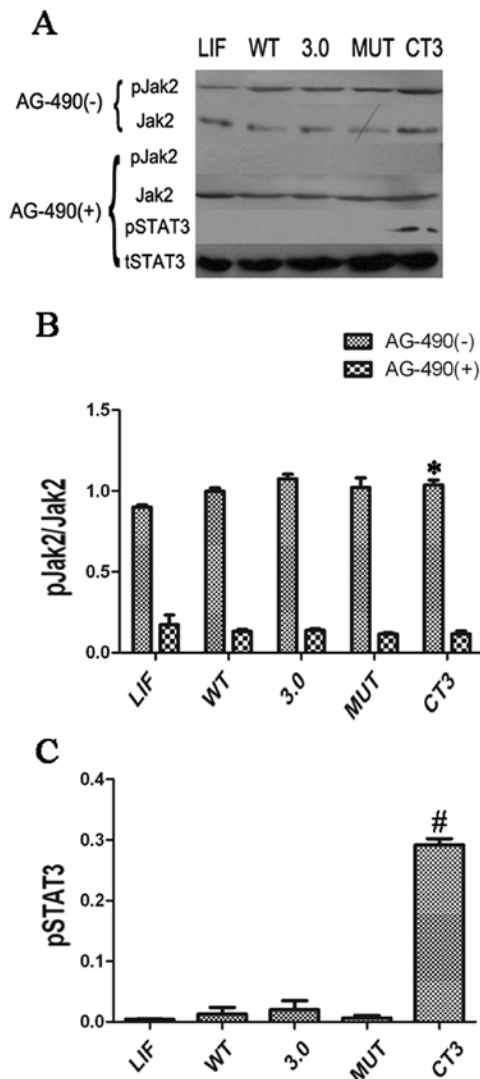 A
LIF WT 3.0 MUT CT3
AG-490(-)
pJak2
Jak2
AG-490(+)
pJak2
Jak2
pSTAT3
tSTAT3
B
AG-490(-)
AG-490(+)
pJak2/Jak2
1.5
1.0
0.5
0.0
*
LIF WT 3.0 MUT CT3
C
pSTAT3
0.4
0.3
0.2
0.1
0.0
#
LIF WT 3.0 MUT CT3